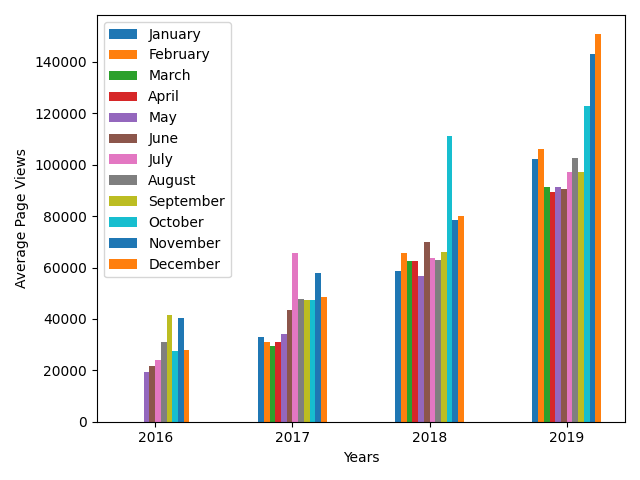 January
February
March
April
May
June
July
August
September
October
November
December
Average Page Views
140000
120000
100000
80000
60000
40000
20000
0
2016 2017 2018 2019
Years